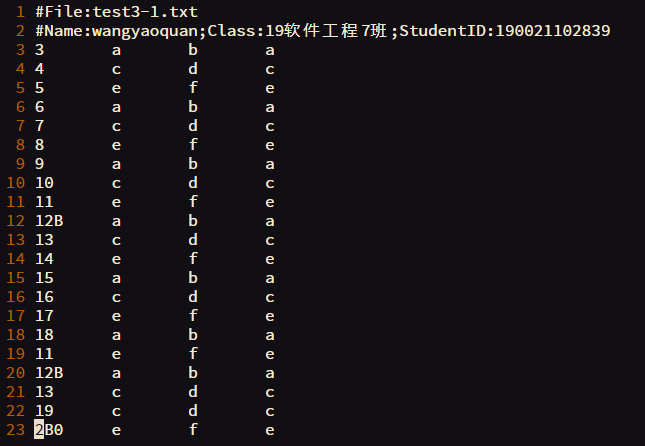 1 #File:test3-1.txt
2 #Name:wangyaoquan;Class:19软件工程7班;StudentID:190021102839
3 3 a b a
4 4 c d c
5 5 e f e
6 6 a b a
7 7 c d c
8 8 e f e
9 9 a b a
10 10 c d c
11 11 e f e
12 12B a b a
13 13 c d c
14 14 e f e
15 15 a b a
16 16 c d c
17 17 e f e
18 18 a b a
19 11 e f e
20 12B a b a
21 13 c d c
22 19 c d c
23 2B0 e f e